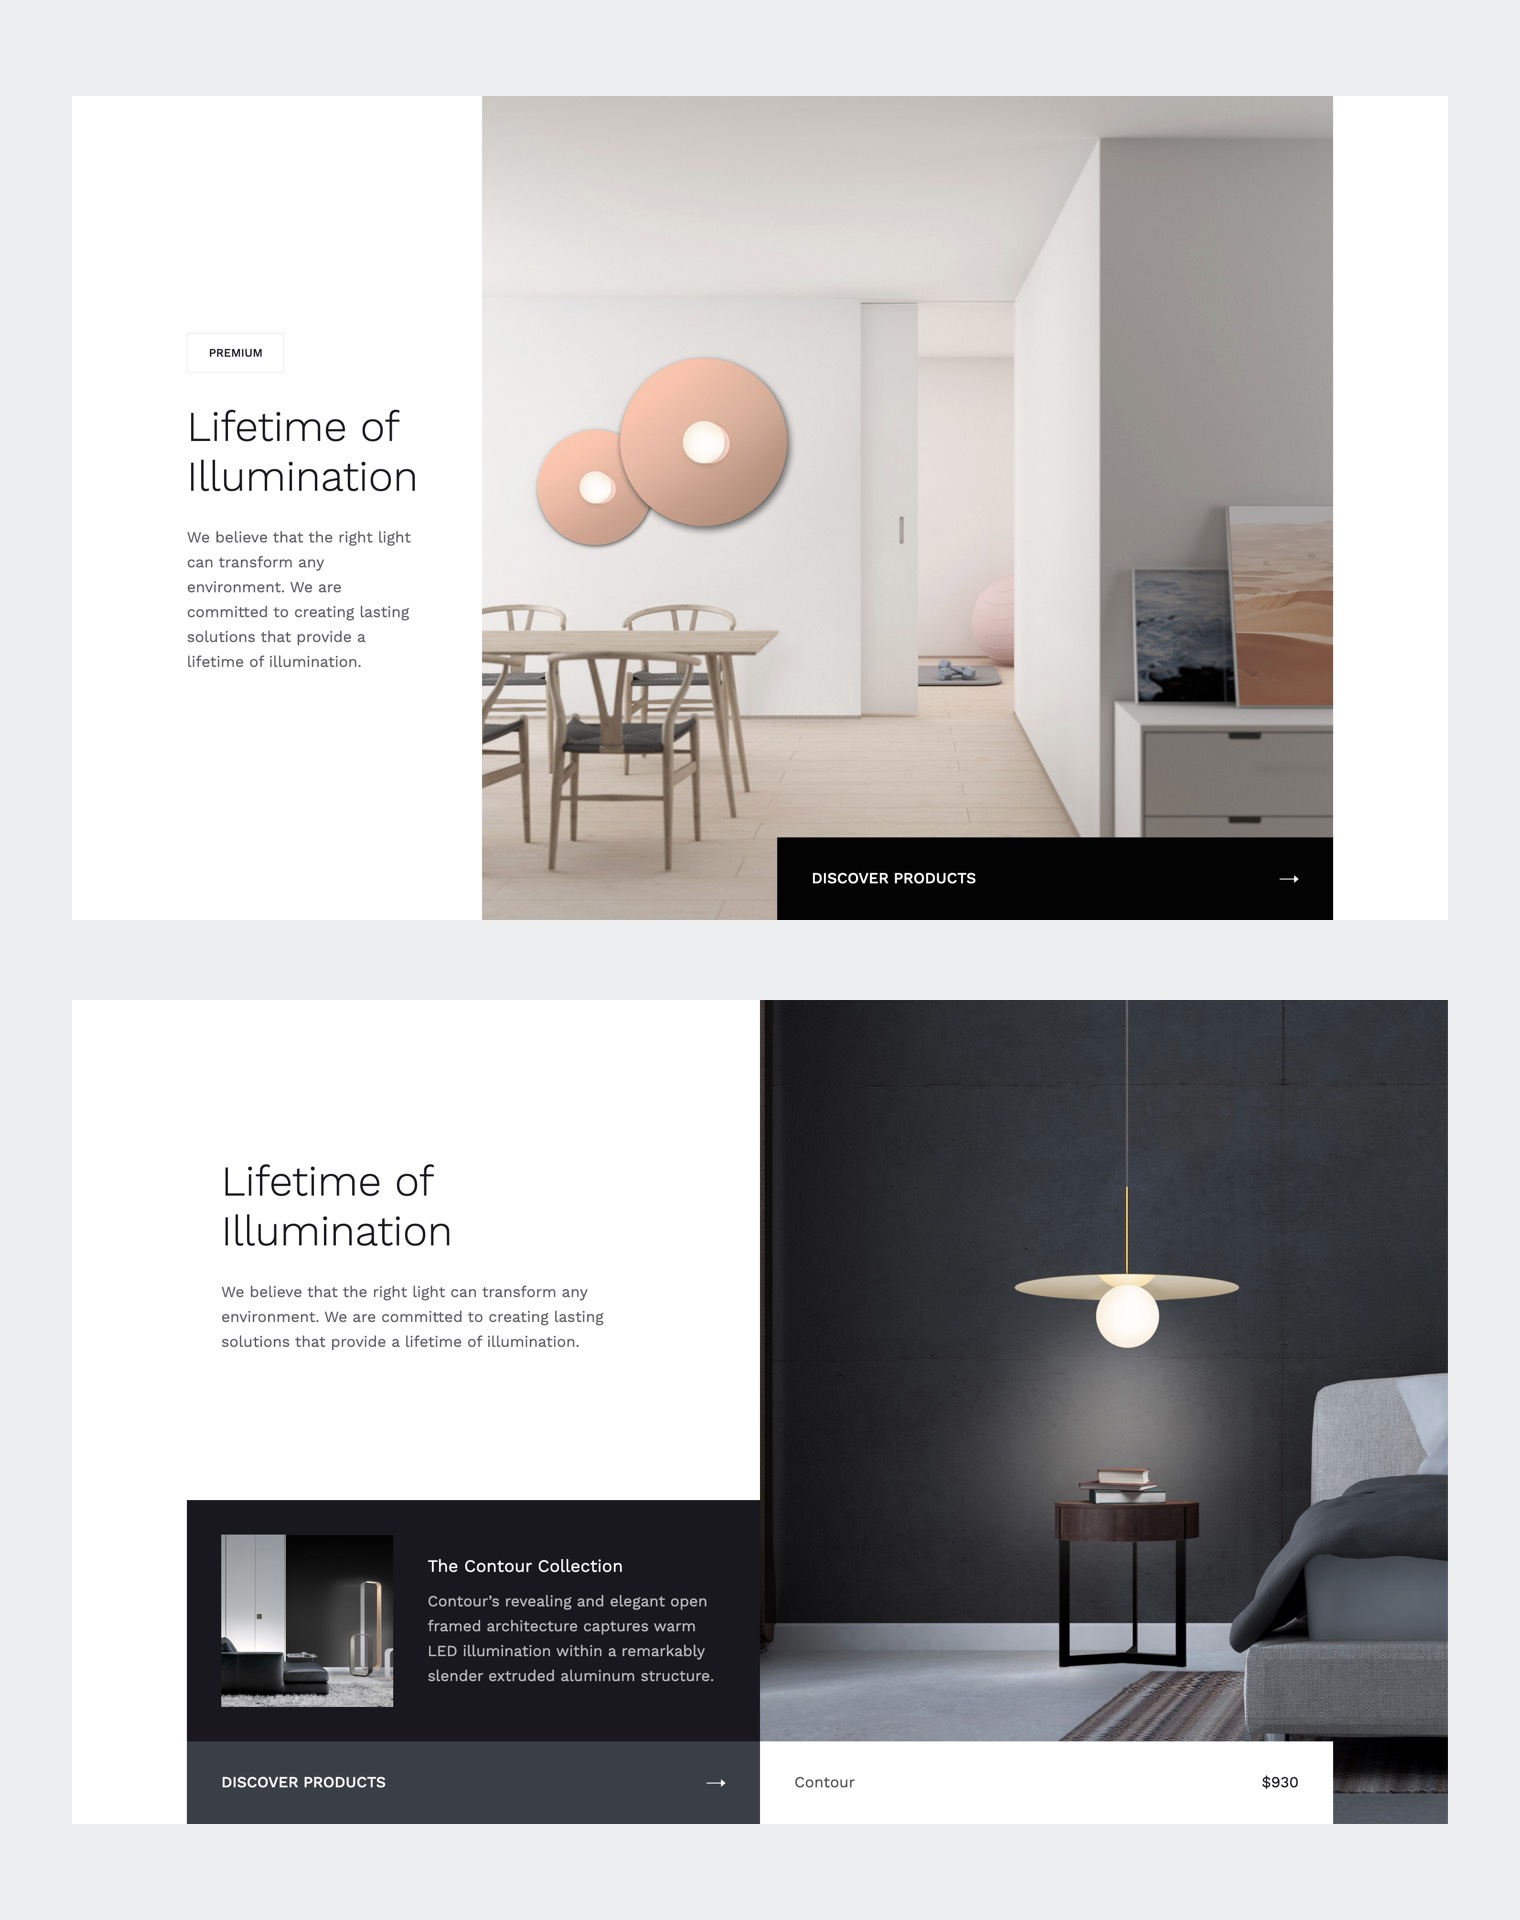 PREMIUM
Lifetime of
Illumination
We believe that the right light
can transform any
environment. We are
committed to creating lasting
solutions that provide a
lifetime of illumination.
DISCOVER PRODUCTS
Lifetime of
Illumination
We believe that the right light can transform any
environment. We are committed to creating lasting
solutions that provide a lifetime of illumination.
The Contour Collection
Contour’s revealing and elegant open
framed architecture captures warm
LED illumination within a remarkably
slender extruded aluminum structure.
DISCOVER PRODUCTS
Contour
$930